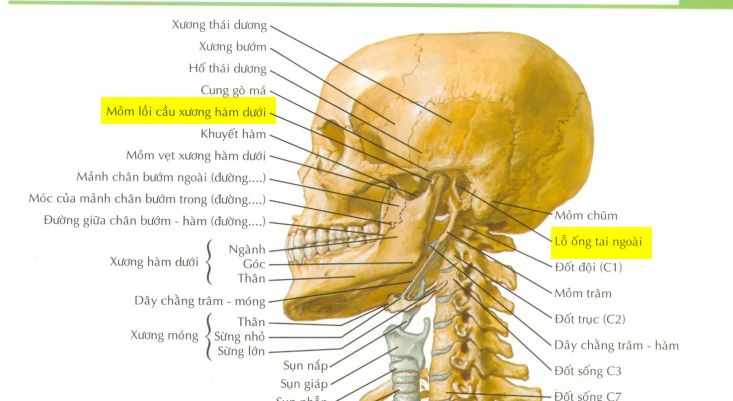 Xương thái dương
Xương bướm
Hố thái dương
Cung gò má
Mỏm lồi cầu xương hàm dưới
Khuyết hàm
Mỏm vẹt xương hàm dưới
Mảnh chân bướm ngoài (đường....)
Móc của mảnh chân bướm trong (đường....)
Đường giữa chân bướm - hàm (đường....)
Xương hàm dưới
Ngành
Góc
Thân
Dây chằng trâm - móng
Xương móng
Thân
Sừng nhỏ
Sừng lớn
Sụn nắp
Sụn giáp
Sụn nhẫn
Mỏm chũm
Lỗ ống tai ngoài
Đốt đội (C1)
Mỏm trâm
Đốt trục (C2)
Dây chằng trâm - hàm
Đốt sống C3
Đốt sống C7